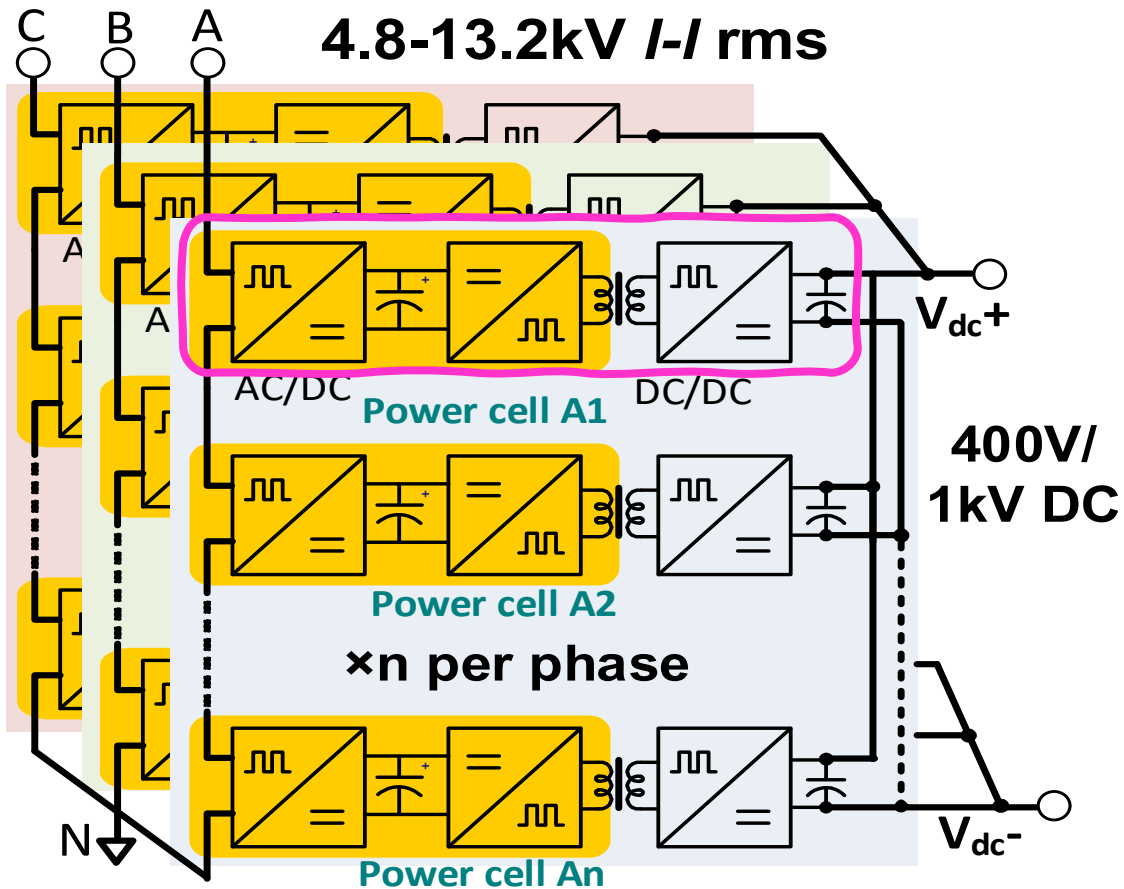 C B A 4.8-13.2kV l-l rms
A
A
AC/DC DC/DC
Power cell A1
Vdc+
400V/
1kV DC
Power cell A2
×n per phase
N
Vdc-
Power cell An